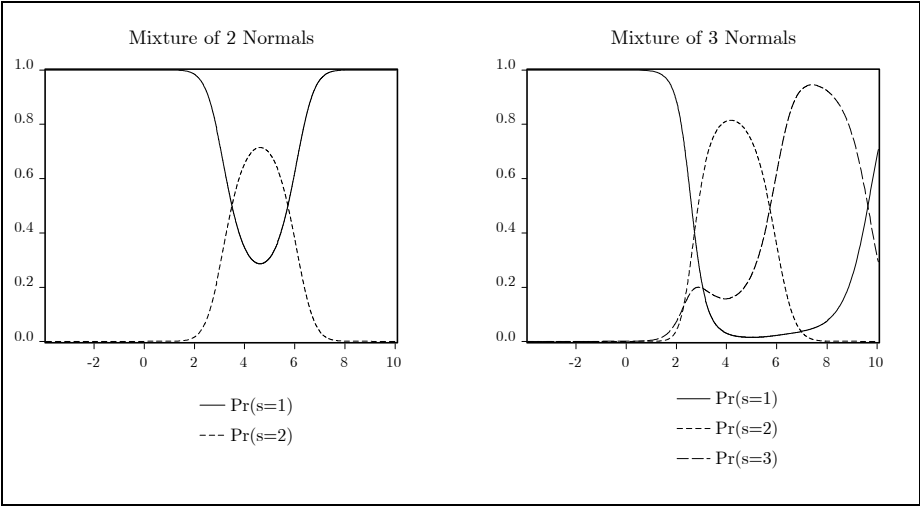 Mixture of 2 Normals
1.0
0.8
0.6
0.4
0.2
0.0
-2 0 2 4 6 8 10
Pr(s=1)
Pr(s=2)
Mixture of 3 Normals
1.0
0.8
0.6
0.4
0.2
0.0
-2 0 2 4 6 8 10
Pr(s=1)
Pr(s=2)
Pr(s=3)